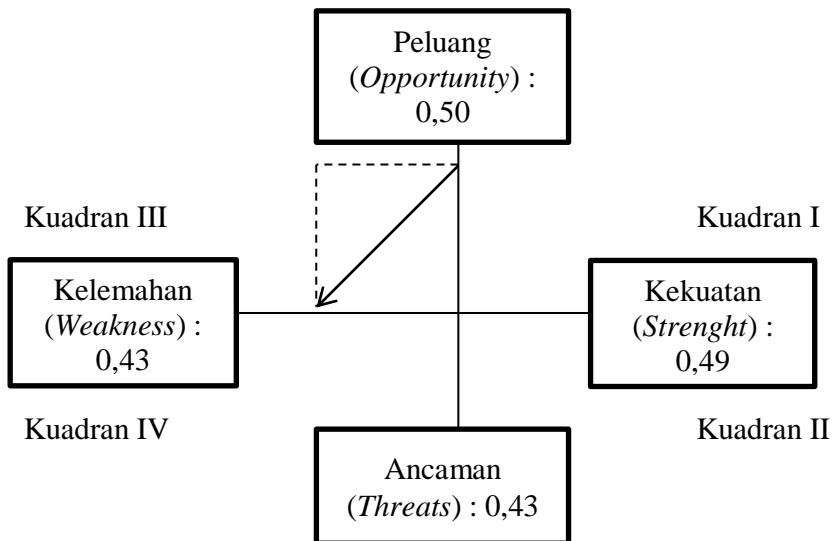 Peluang
(Opportunity) :
0,50
Kuadran III
Kuadran I
Kelemahan
(Weakness) :
0,43
Kekuatan
(Strenght) :
0,49
Kuadran IV
Kuadran II
Ancaman
(Threats) : 0,43